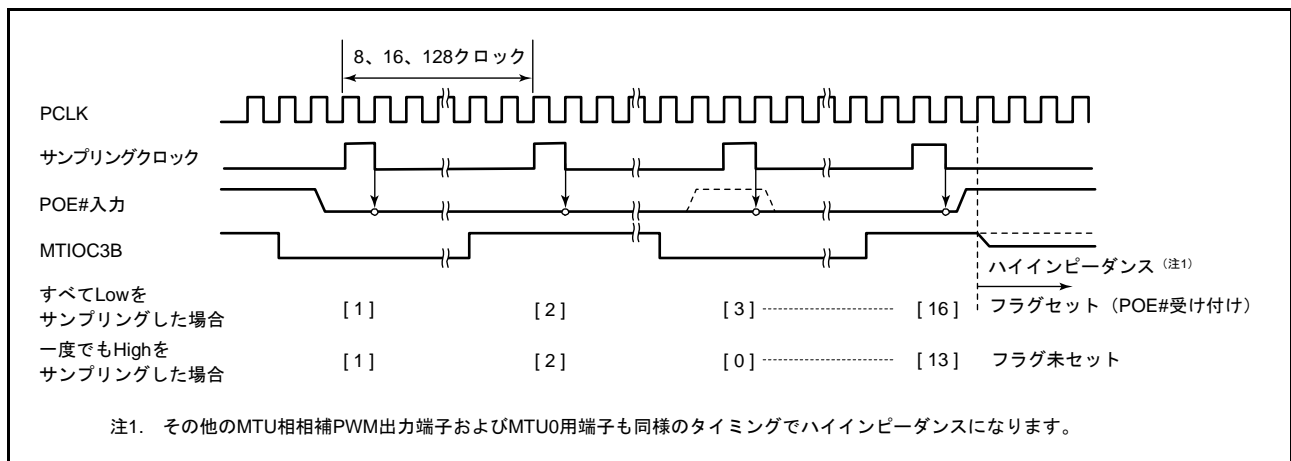 8、16、128クロック
PCLK
サンプリングクロック
POE#入力
MTIOC3B
ハイインピーダンス（注1）
すべてLowを
サンプリングした場合
[ 1 ] [ 2 ] [ 3 ] [ 16 ] フラグセット（POE#受け付け）
一度でもHighを
サンプリングした場合
[ 1 ] [ 2 ] [ 0 ] [ 13 ] フラグ未セット
注1. その他のMTU相相補PWM出力端子およびMTU0用端子も同様のタイミングでハイインピーダンスになります。